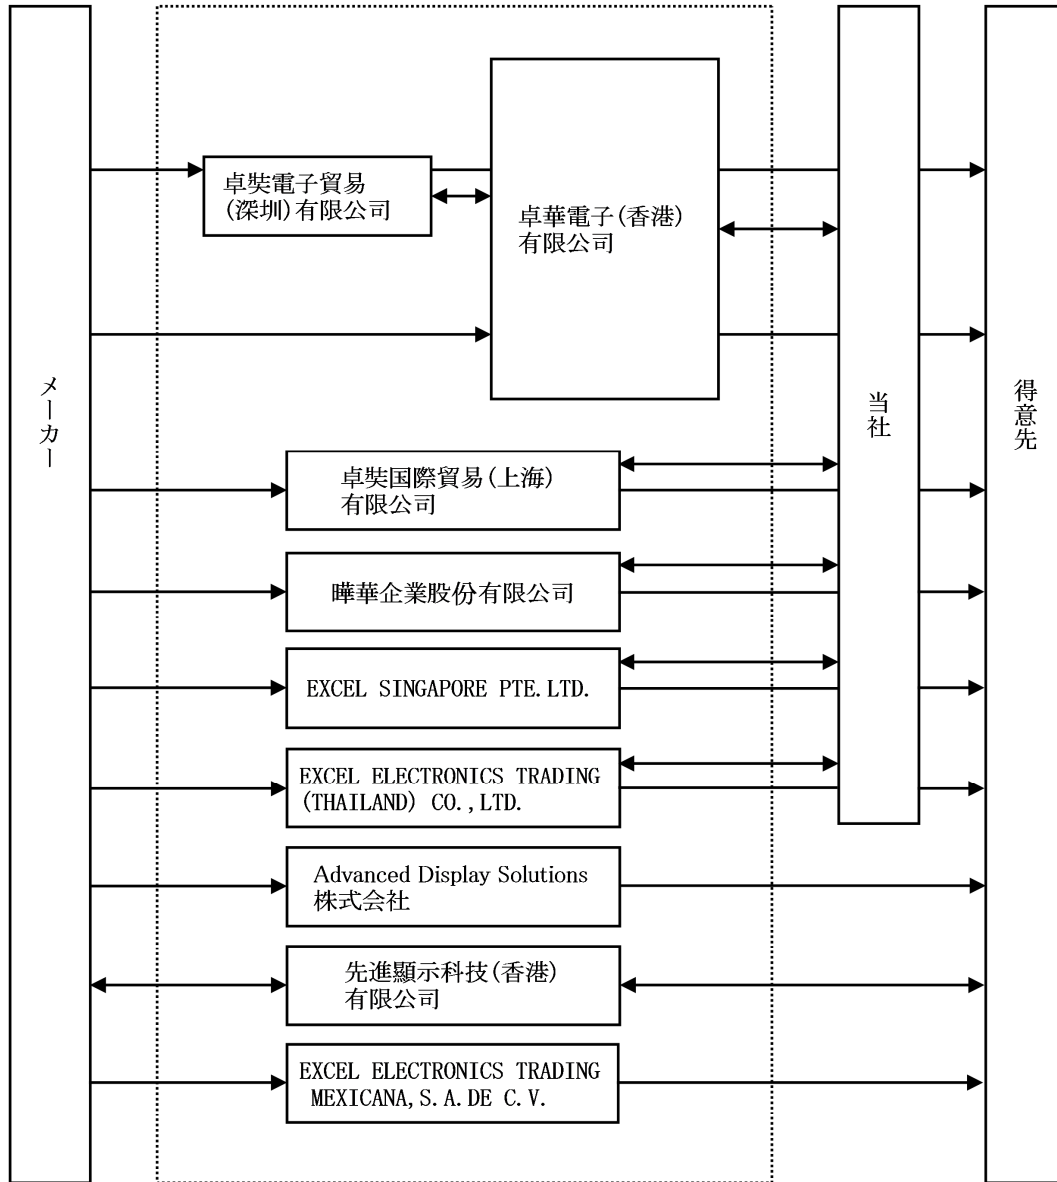 メーカー
卓奘電子貿易
(深圳)有限公司
卓華電子(香港)
有限公司
卓奘国際貿易(上海)
有限公司
曄華企業股份有限公司
EXCEL SINGAPORE PTE.LTD.
EXCEL ELECTRONICS TRADING
(THAILAND) CO.,LTD.
Advanced Display Solutions
株式会社
先進顯示科技(香港)
有限公司
EXCEL ELECTRONICS TRADING
MEXICANA,S.A.DE C.V.
当社
得意先